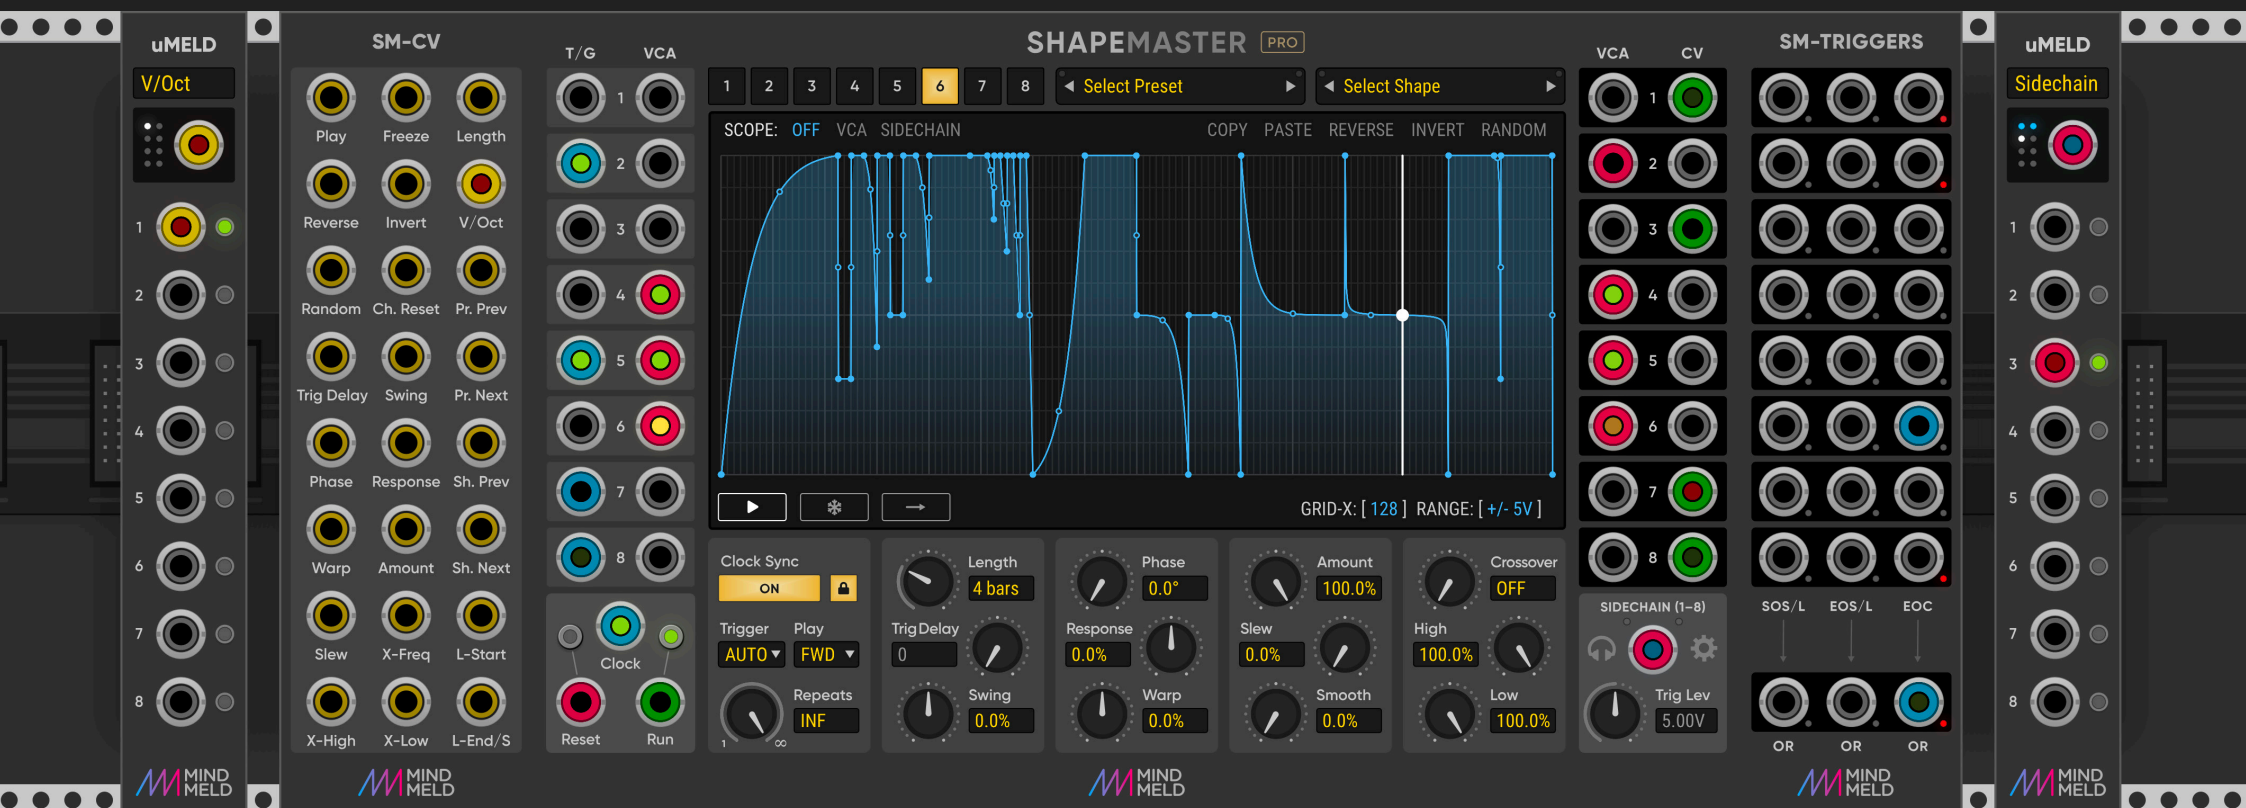 uMELD
V/Oct
1
2
3
4
5
6
7
8
MIND
MELD
SM-CV
Play Freeze Length
Reverse Invert V/Oct
Random Ch. Reset Pr. Prev
Trig Delay Swing Pr. Next
Phase Response Sh. Prev
Warp Amount Sh. Next
Slew X-Freq L-Start
X-High X-Low L-End/S
MIND
MELD
T/G VCA
1
2
3
4
5
6
7
8
Clock
Reset Run
SHAPEMASTER PRO
1 2 3 4 5 6 7 8 Select Preset Select Shape
SCOPE: OFF VCA SIDECHAIN COPY PASTE REVERSE INVERT RANDOM
GRID-X: [ 128 ] RANGE: [ +/- 5V ]
Clock Sync
ON
Trigger Play
AUTO FWD
Repeats
INF
1 ∞
Length
4 bars
Trig Delay
0
Swing
0.0%
Phase
0.0°
Response
0.0%
Warp
0.0%
Amount
100.0%
Slew
0.0%
Smooth
0.0%
Crossover
OFF
High
100.0%
Low
100.0%
MIND
MELD
VCA CV
1
2
3
4
5
6
7
8
SIDECHAIN (1–8)
Trig Lev
5.00V
SM-TRIGGERS
SOS/L EOS/L EOC
OR OR OR
MIND
MELD
uMELD
Sidechain
1
2
3
4
5
6
7
8
MIND
MELD